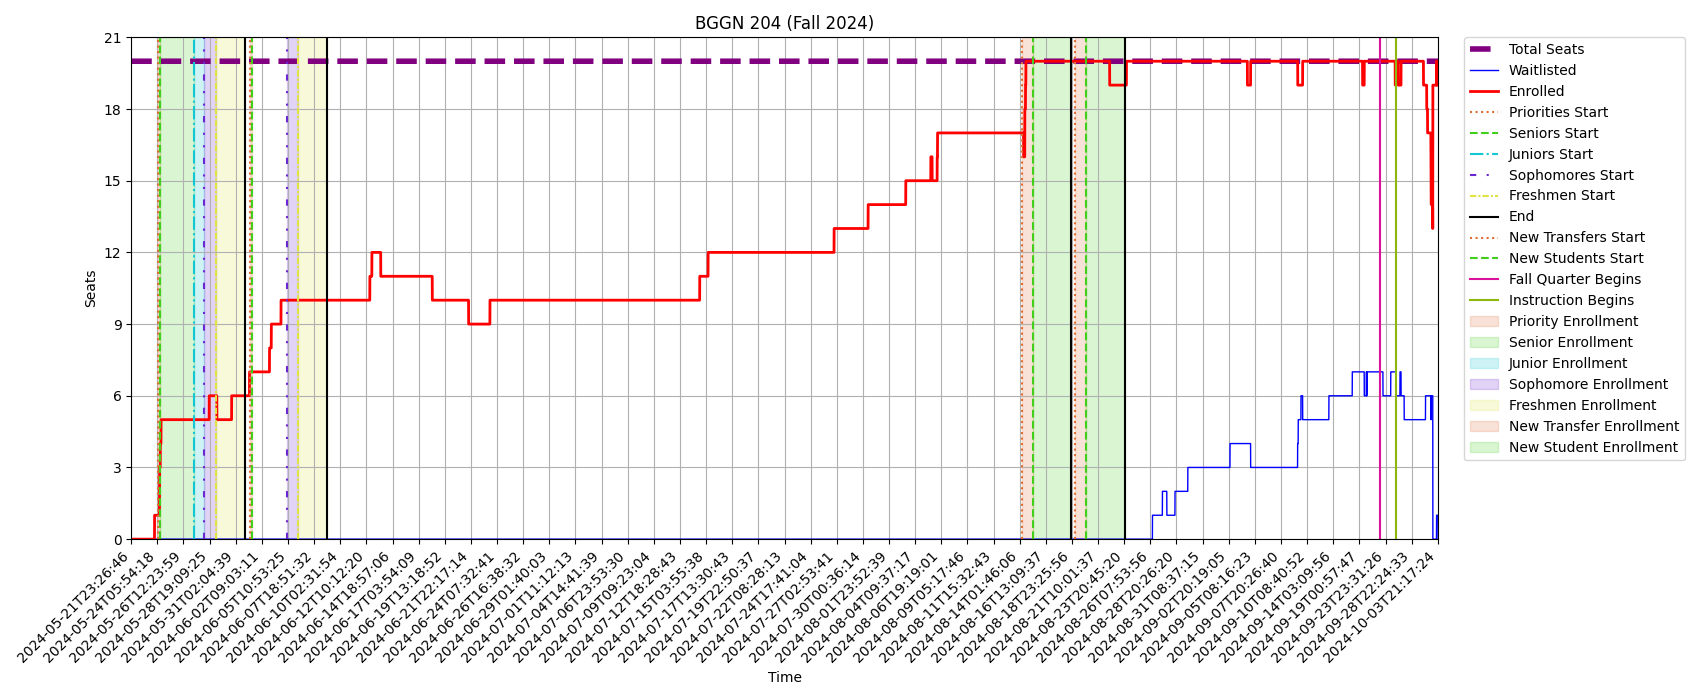 BGGN 204 (Fall 2024)
21
18
15
12
9
6
3
0
Seats
2024-05-21T23:26:46
2024-05-24T05:54:18
2024-05-26T12:23:59
2024-05-28T19:09:25
2024-05-31T02:04:39
2024-06-02T09:03:11
2024-06-05T10:53:25
2024-06-07T18:51:32
2024-06-10T02:31:54
2024-06-12T10:12:20
2024-06-14T18:57:06
2024-06-17T03:54:09
2024-06-19T13:18:52
2024-06-21T22:17:14
2024-06-24T07:32:41
2024-06-26T16:38:32
2024-06-29T01:40:03
2024-07-01T11:12:13
2024-07-04T14:41:39
2024-07-06T23:53:30
2024-07-09T09:23:04
2024-07-12T18:28:43
2024-07-15T03:55:38
2024-07-17T13:30:43
2024-07-19T22:50:37
2024-07-22T08:28:13
2024-07-24T17:41:04
2024-07-27T02:53:41
2024-07-30T00:36:14
2024-08-01T23:52:39
2024-08-04T09:37:17
2024-08-06T19:19:01
2024-08-09T05:17:46
2024-08-11T15:32:43
2024-08-14T01:46:06
2024-08-16T13:09:37
2024-08-18T23:25:56
2024-08-21T10:01:37
2024-08-23T20:45:20
2024-08-26T07:53:56
2024-08-28T20:26:20
2024-08-31T08:37:15
2024-09-02T20:19:05
2024-09-05T08:16:23
2024-09-07T20:26:40
2024-09-10T08:40:52
2024-09-14T03:09:56
2024-09-19T00:57:47
2024-09-23T23:31:26
2024-09-28T22:24:33
2024-10-03T21:17:24
Time
Total Seats
Waitlisted
Enrolled
Priorities Start
Seniors Start
Juniors Start
Sophomores Start
Freshmen Start
End
New Transfers Start
New Students Start
Fall Quarter Begins
Instruction Begins
Priority Enrollment
Senior Enrollment
Junior Enrollment
Sophomore Enrollment
Freshmen Enrollment
New Transfer Enrollment
New Student Enrollment